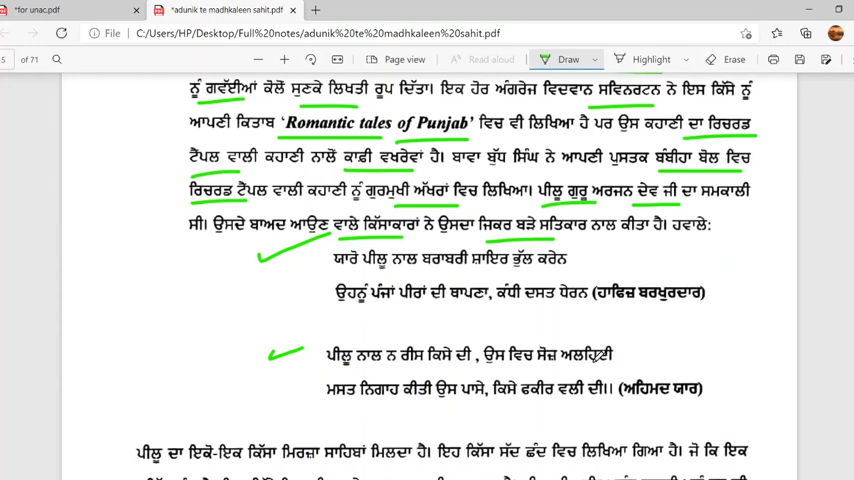 *for unac.pdf
*adunik te madhkaleen sahit.pdf
File | C:/Users/HP/Desktop/Full%20notes/adunik%20te%20madhkaleen%20sahit.pdf
5 of 71
Page view
Read aloud
Draw
Highlight
Erase
ਨੂੰ ਗਵੱਈਆਂ ਕੋਲੋਂ ਸੁਣਕੇ ਲਿਖਤੀ ਰੂਪ ਦਿੱਤਾ। ਇਕ ਹੋਰ ਅੰਗਰੇਜ ਵਿਦਵਾਨ ਸਵਿਨਰਟਨ ਨੇ ਇਸ ਕਿੱਸੇ ਨੂੰ
ਆਪਣੀ ਕਿਤਾਬ ‘Romantic tales of Punjab’ ਵਿਚ ਵੀ ਲਿਖਿਆ ਹੈ ਪਰ ਉਸ ਕਹਾਣੀ ਦਾ ਰਿਚਰਡ
ਟੈਂਪਲ ਵਾਲੀ ਕਹਾਣੀ ਨਾਲੋਂ ਕਾਫ਼ੀ ਵਖਰੇਵਾਂ ਹੈ। ਬਾਵਾ ਬੁੱਧ ਸਿੰਘ ਨੇ ਆਪਣੀ ਪੁਸਤਕ ਬੰਬੀਹਾ ਬੋਲ ਵਿਚ
ਰਿਚਰਡ ਟੈਂਪਲ ਵਾਲੀ ਕਹਾਣੀ ਨੂੰ ਗੁਰਮੁਖੀ ਅੱਖਰਾਂ ਵਿਚ ਲਿਖਿਆ। ਪੀਲੂ ਗੁਰੂ ਅਰਜਨ ਦੇਵ ਜੀ ਦਾ ਸਮਕਾਲੀ
ਸੀ। ਉਸਦੇ ਬਾਅਦ ਆਉਣ ਵਾਲੇ ਕਿੱਸਾਕਾਰਾਂ ਨੇ ਉਸਦਾ ਜਿਕਰ ਬੜੇ ਸਤਿਕਾਰ ਨਾਲ ਕੀਤਾ ਹੈ। ਹਵਾਲੇ:
ਯਾਰੋ ਪੀਲੂ ਨਾਲ ਬਰਾਬਰੀ ਸ਼ਾਇਰ ਭੁੱਲ ਕਰੇਨ
ਉਹਨੂੰ ਪੰਜਾਂ ਪੀਰਾਂ ਦੀ ਥਾਪਣਾ, ਕੰਧੀ ਦਸਤ ਧੇਰਨ (ਹਾਫਿਜ਼ ਬਰਖੁਰਦਾਰ)
ਪੀਲੂ ਨਾਲ ਨ ਰੀਸ ਕਿਸੇ ਦੀ , ਉਸ ਵਿਚ ਸੋਜ਼
ਮਸਤ ਨਿਗਾਹ ਕੀਤੀ ਉਸ ਪਾਸੇ, ਕਿਸੇ ਫਕੀਰ ਵਲੀ ਦੀ।। (ਅਹਿਮਦ ਯਾਰ)
ਪੀਲੂ ਦਾ ਇਕੋ-ਇਕ ਕਿੱਸਾ ਮਿਰਜ਼ਾ ਸਾਹਿਬਾਂ ਮਿਲਦਾ ਹੈ। ਇਹ ਕਿੱਸਾ ਸੱਦ ਛੰਦ ਵਿਚ ਲਿਖਿਆ ਗਿਆ ਹੈ। ਜੋ ਕਿ ਇਕ